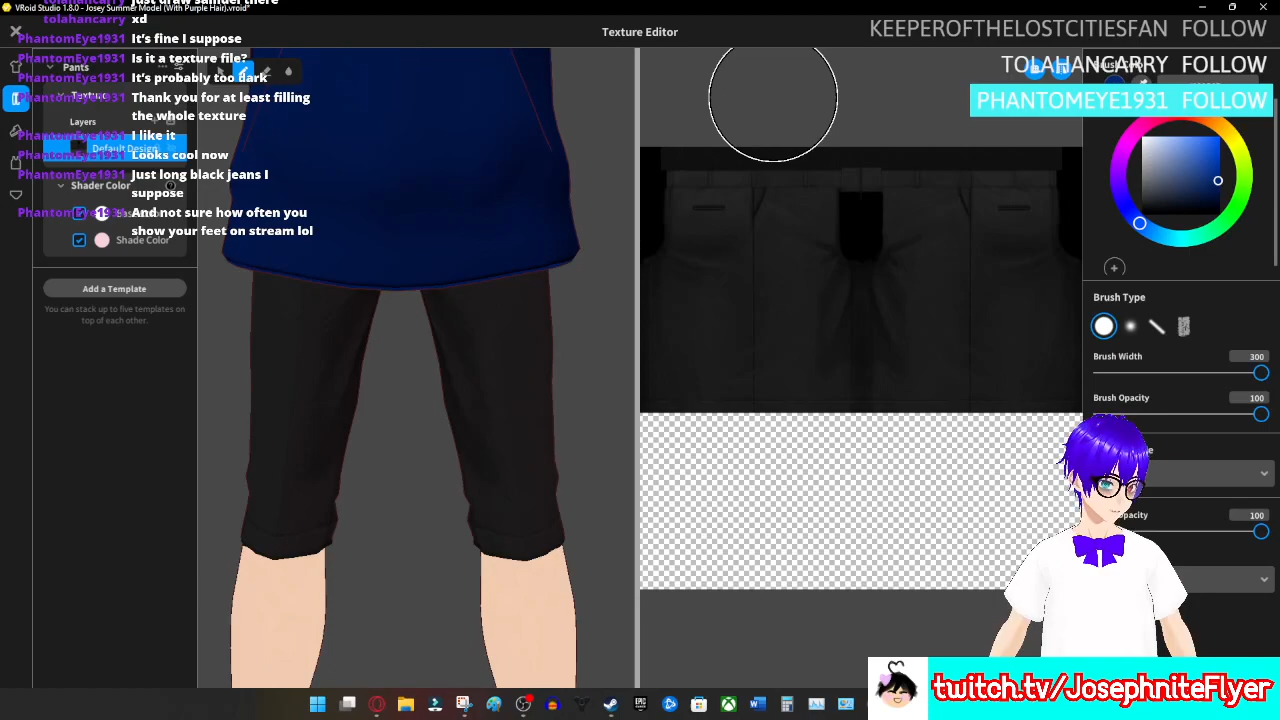 VRoid Studio 1.8.0 - Josey Summer Model (With Purple Hair).vroid*
just draw samuel there
tolahancarry
xd
Texture Editor
KEEPEROFTHELOSTCITIESFAN FOLLOW
TOLAHANCARRY FOLLOW
PHANTOMEYE1931 FOLLOW
PhantomEye1931 It's fine I suppose
PhantomEye1931 Is it a texture file?
PhantomEye1931 It's probably too dark
PhantomEye1931 Thank you for at least filling
the whole texture
PhantomEye1931 I like it
PhantomEye1931 Looks cool now
PhantomEye1931 Just long black jeans I
suppose
PhantomEye1931 And not sure how often you
show your feet on stream lol
Pants
Texture
Layers
Default Design
Shader Color
Shade Color
Add a Template
You can stack up to five templates on
top of each other.
Brush Type
Brush Width 300
Brush Opacity 100
Opacity 100
twitch.tv/JosephniteFlyer